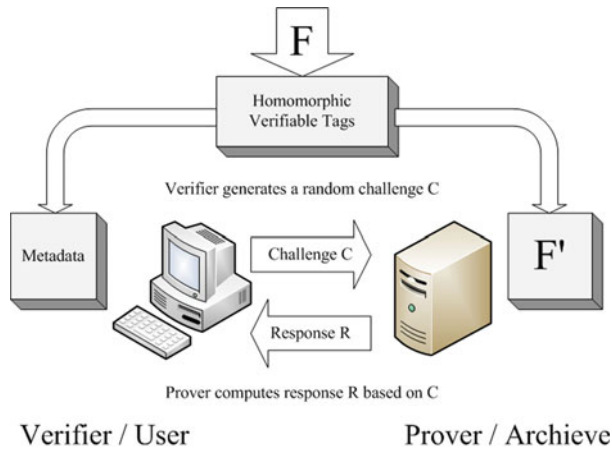 F
Homomorphic
Verifiable Tags
Verifier generates a random challenge C
Metadata
Challenge C
F'
Response R
Prover computes response R based on C
Verifier / User
Prover / Archieve